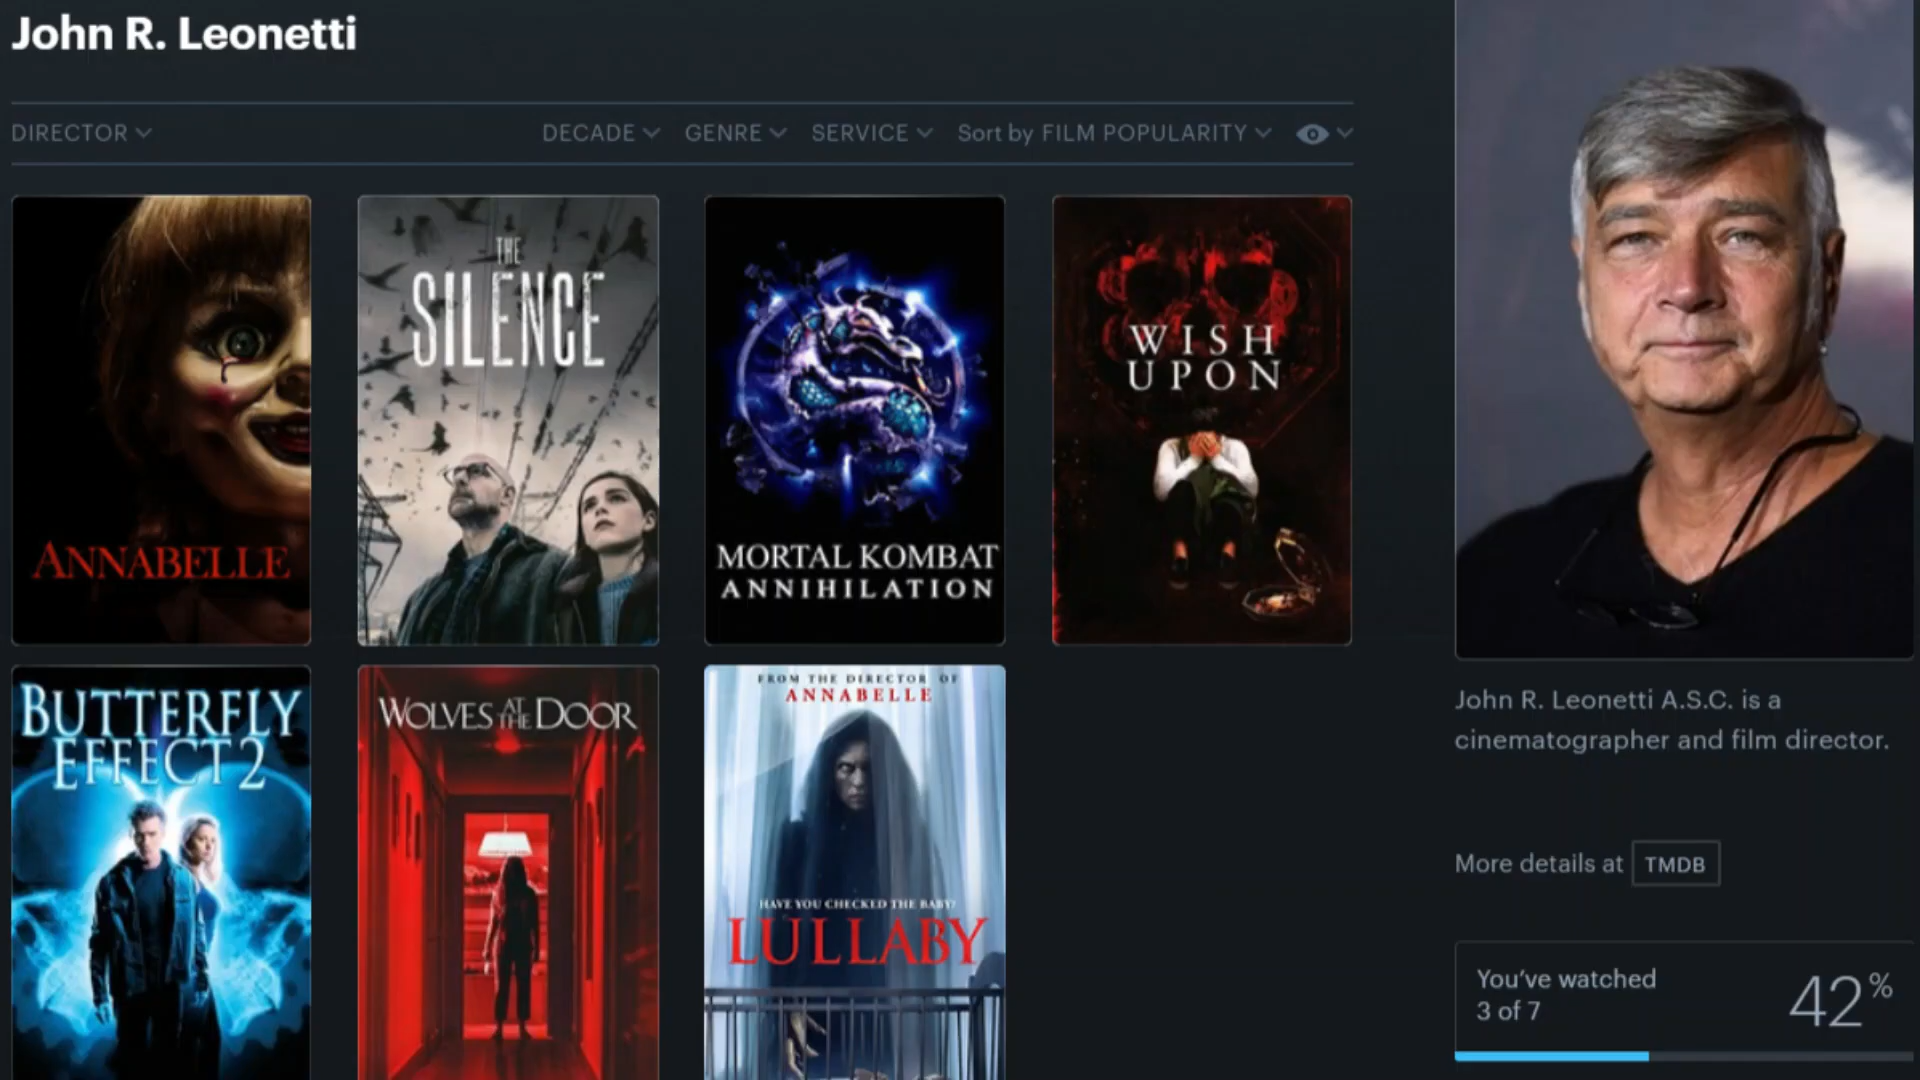 John R. Leonetti
DIRECTOR
DECADE GENRE SERVICE Sort by FILM POPULARITY
ANNABELLE
THE
SILENCE
MORTAL KOMBAT
ANNIHILATION
WISH
UPON
BUTTERFLY
EFFECT 2
WOLVES AT THE DOOR
FROM THE DIRECTOR OF
ANNABELLE
HAVE YOU CHECKED THE BABY?
LULLABY
John R. Leonetti A.S.C. is a
cinematographer and film director.
More details at TMDB
You've watched
3 of 7
42%